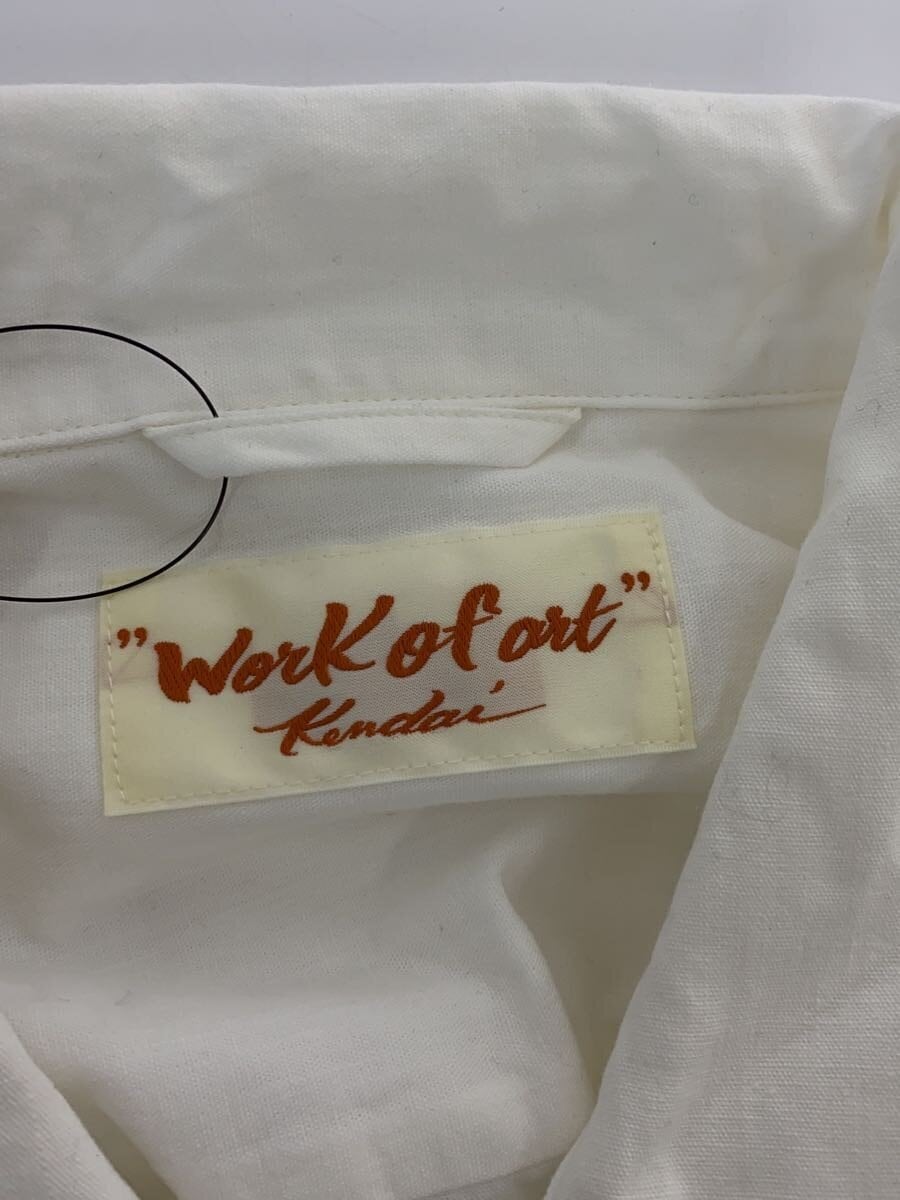 ”Work of art”
Kendai